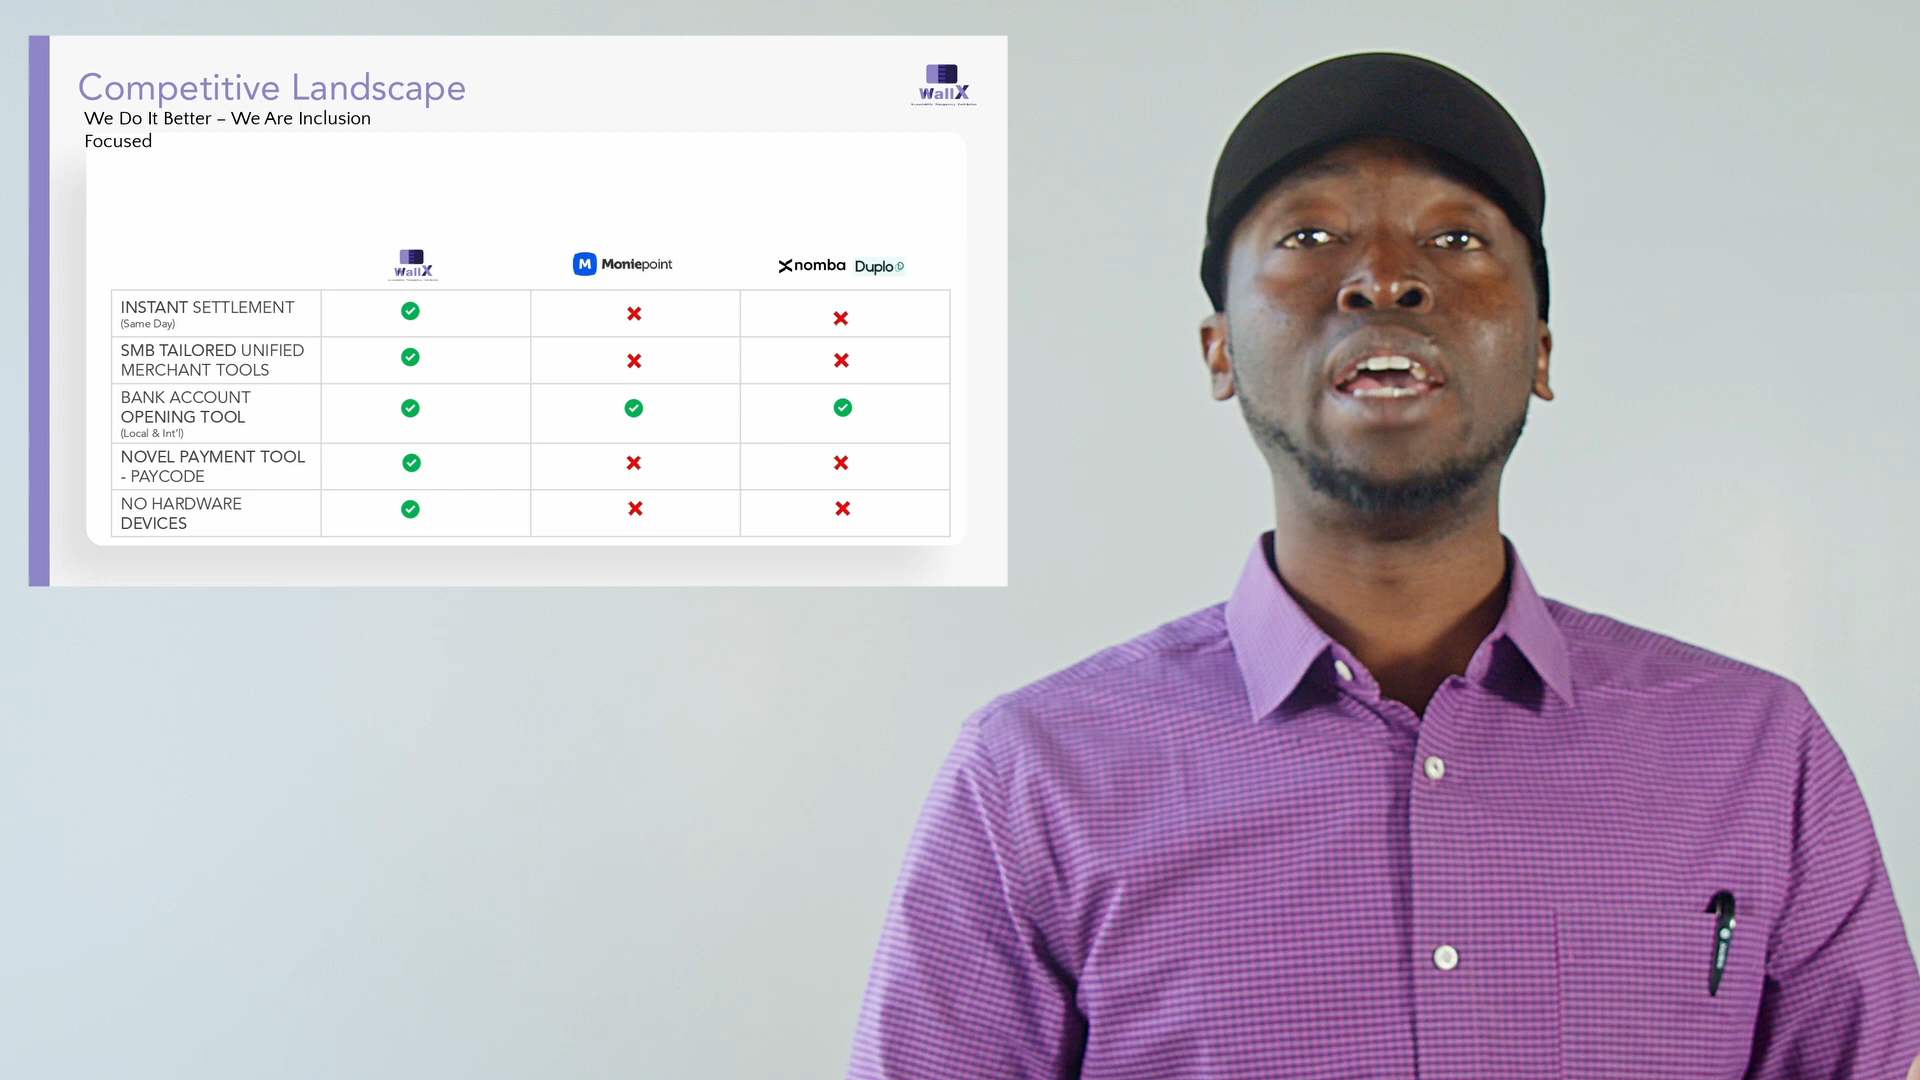 Competitive Landscape
We Do It Better – We Are Inclusion
Focused
WallX
WallX
Moniepoint
nomba Duplo
INSTANT SETTLEMENT
(Same Day)
SMB TAILORED UNIFIED
MERCHANT TOOLS
BANK ACCOUNT
OPENING TOOL
(Local & Int'l)
NOVEL PAYMENT TOOL
- PAYCODE
NO HARDWARE
DEVICES